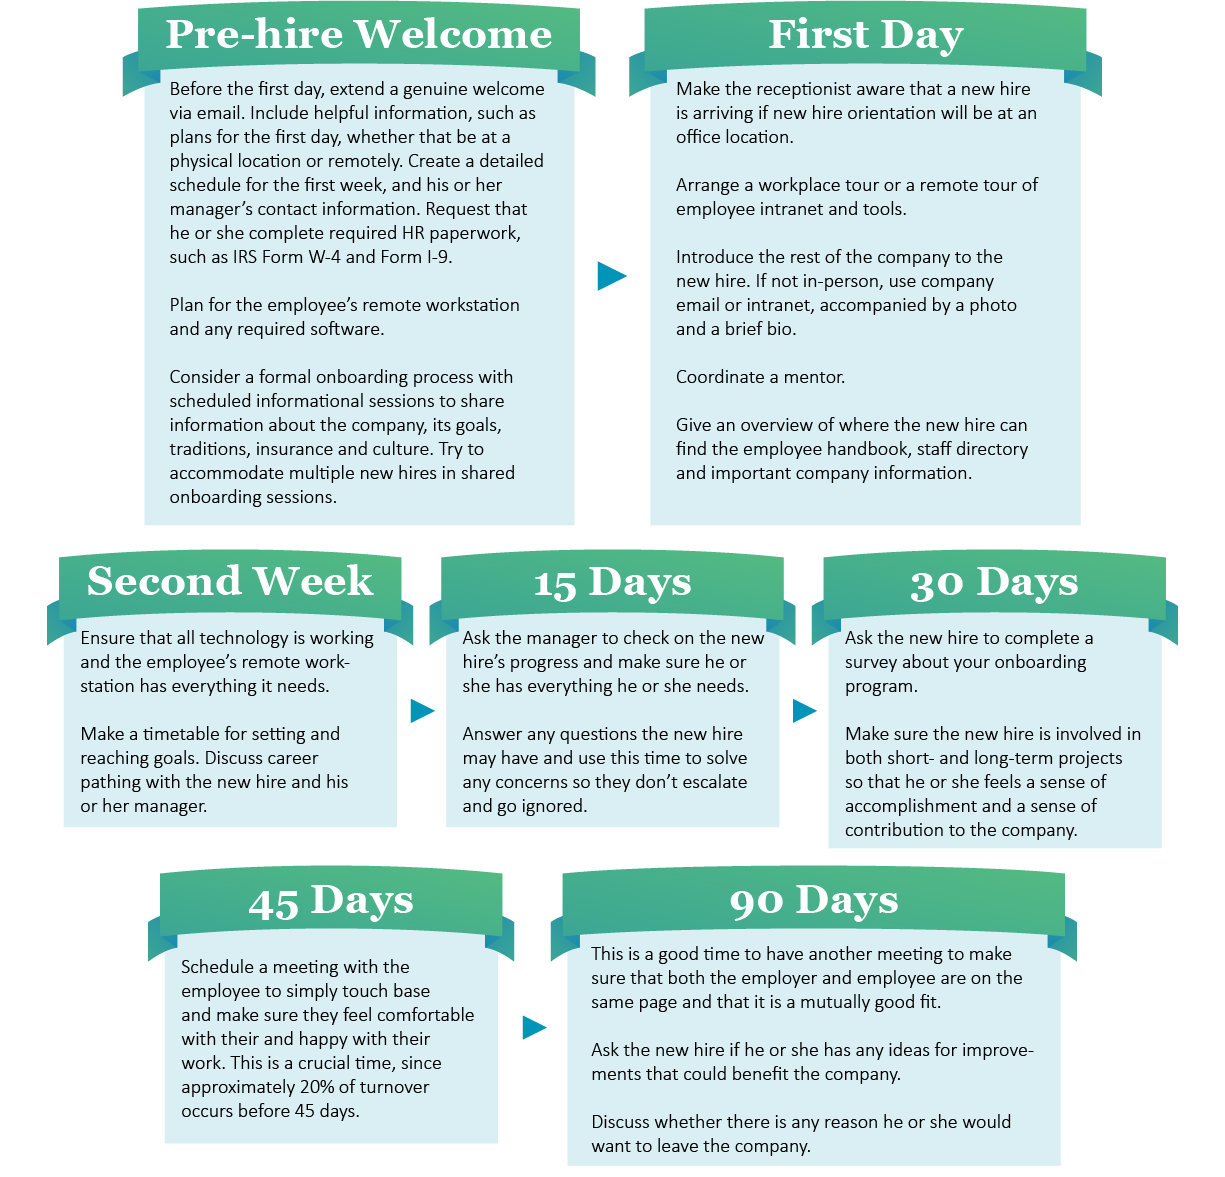 Pre-hire Welcome
Before the first day, extend a genuine welcome
via email. Include helpful information, such as
plans for the first day, whether that be at a
physical location or remotely. Create a detailed
schedule for the first week, and his or her
manager’s contact information. Request that
he or she complete required HR paperwork,
such as IRS Form W-4 and Form I-9.
Plan for the employee’s remote workstation
and any required software.
Consider a formal onboarding process with
scheduled informational sessions to share
information about the company, its goals,
traditions, insurance and culture. Try to
accommodate multiple new hires in shared
onboarding sessions.
First Day
Make the receptionist aware that a new hire
is arriving if new hire orientation will be at an
office location.
Arrange a workplace tour or a remote tour of
employee intranet and tools.
Introduce the rest of the company to the
new hire. If not in-person, use company
email or intranet, accompanied by a photo
and a brief bio.
Coordinate a mentor.
Give an overview of where the new hire can
find the employee handbook, staff directory
and important company information.
Second Week
Ensure that all technology is working
and the employee’s remote work-
station has everything it needs.
Make a timetable for setting and
reaching goals. Discuss career
pathing with the new hire and his
or her manager.
15 Days
Ask the manager to check on the new
hire’s progress and make sure he or
she has everything he or she needs.
Answer any questions the new hire
may have and use this time to solve
any concerns so they don’t escalate
and go ignored.
30 Days
Ask the new hire to complete a
survey about your onboarding
program.
Make sure the new hire is involved in
both short- and long-term projects
so that he or she feels a sense of
accomplishment and a sense of
contribution to the company.
45 Days
Schedule a meeting with the
employee to simply touch base
and make sure they feel comfortable
with their and happy with their
work. This is a crucial time, since
approximately 20% of turnover
occurs before 45 days.
90 Days
This is a good time to have another meeting to make
sure that both the employer and employee are on the
same page and that it is a mutually good fit.
Ask the new hire if he or she has any ideas for improve-
ments that could benefit the company.
Discuss whether there is any reason he or she would
want to leave the company.